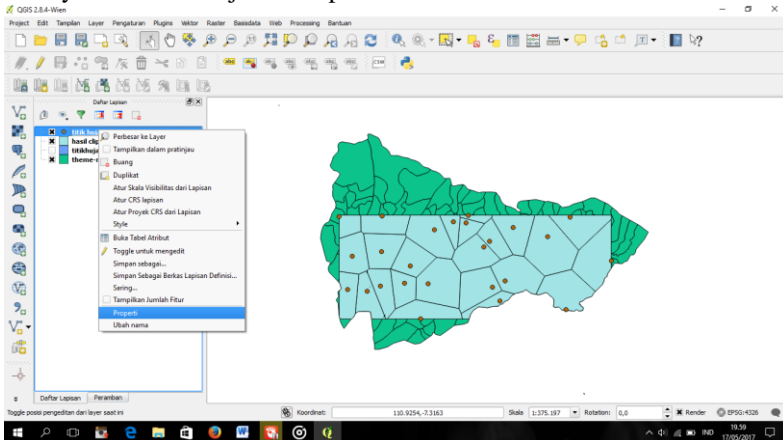 QGIS 2.8.4-Wien
Project Edit Tampilan Layer Pengaturan Plugins Vektor Raster Basisdata Web Processing Bantuan
Daftar Lapisan
titik
hasil
Perbesar ke Layer
Tampilkan dalam pratinjau
Buang
Duplikat
Atur Skala Visibilitas dari Lapisan
Atur CRS lapisan
Atur Proyek CRS dari Lapisan
Style
Buka Tabel Atribut
Toggle untuk mengedit
Simpan sebagai...
Simpan Sebagai Berkas Lapisan Definisi...
Saring...
Tampilkan Jumlah Fitur
Properti
Ubah nama
Daftar Lapisan Peramban
Toggle posisi pengeditan dari layer saat ini
Koordinat: 110.9254,-7.3163 Skala 1:375.197 Rotation: 0,0 Render EPSG:4326
IND
19.59
17/05/2017